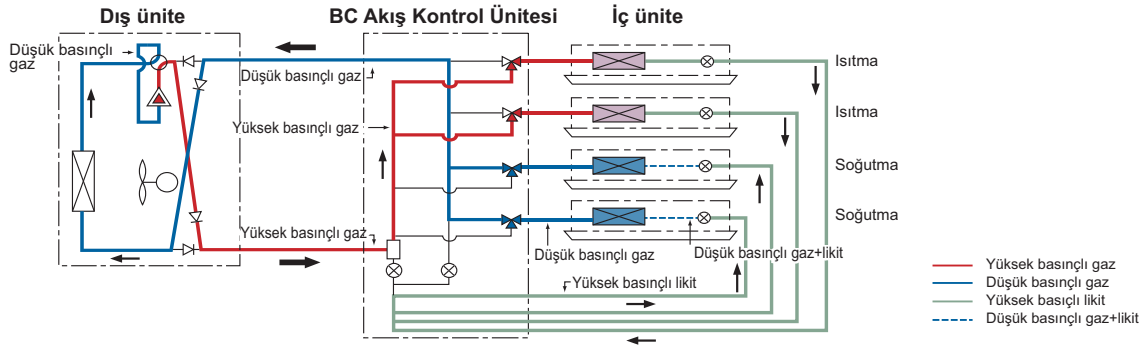 Dış ünite
BC Akış Kontrol Ünitesi
İç ünite
Düşük basınçlı
gaz
Düşük basınçlı gaz
Isıtma
Yüksek basınçlı gaz
Isıtma
Soğutma
Soğutma
Yüksek basınçlı gaz
Düşük basınçlı gaz
Düşük basınçlı gaz+likit
Yüksek basınçlı likit
Yüksek basınçlı gaz
Düşük basınçlı gaz
Yüksek basıçlı likit
Düşük basınçlı gaz+likit